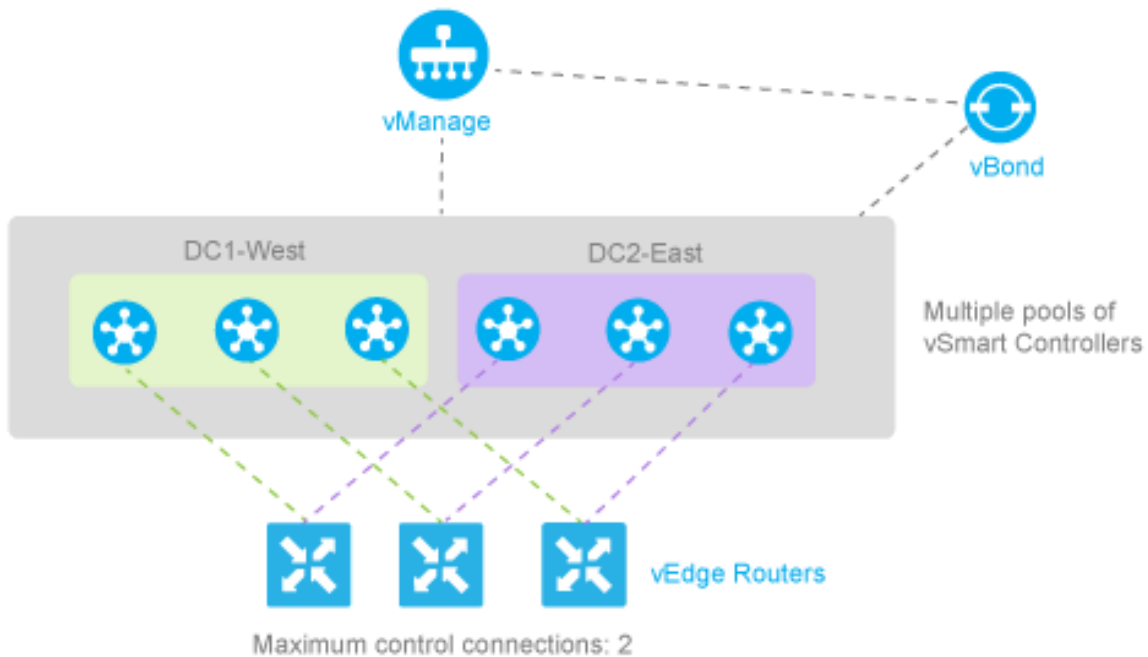 vManage
vBond
DC1-West
DC2-East
Multiple pools of
vSmart Controllers
vEdge Routers
Maximum control connections: 2